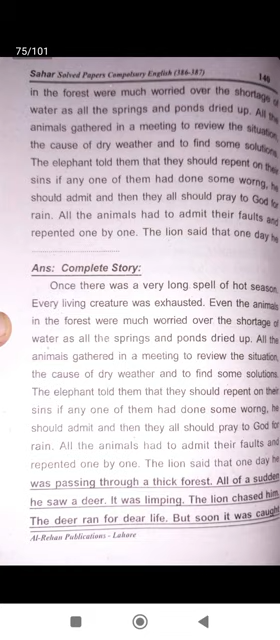 75/101
Sahar Solved Papers Compulsory English (386-387) 149
in the forest were much worried over the shortage of
water as all the springs and ponds dried up. All the
animals gathered in a meeting to review the situation,
the cause of dry weather and to find some solutions.
The elephant told them that they should repent on their
sins if any one of them had done some worng, he
should admit and then they all should pray to God for
rain. All the animals had to admit their faults and
repented one by one. The lion said that one day he
..............................
Ans: Complete Story:
Once there was a very long spell of hot season.
Every living creature was exhausted. Even the animals
in the forest were much worried over the shortage of
water as all the springs and ponds dried up. All the
animals gathered in a meeting to review the situation,
the cause of dry weather and to find some solutions.
The elephant told them that they should repent on their
sins if any one of them had done some worng, he
should admit and then they all should pray to God for
rain. All the animals had to admit their faults and
repented one by one. The lion said that one day he
was passing through a thick forest. All of a sudden
he saw a deer. It was limping. The lion chased him.
The deer ran for dear life. But soon it was caught
Al-Rehan Publications - Lahore